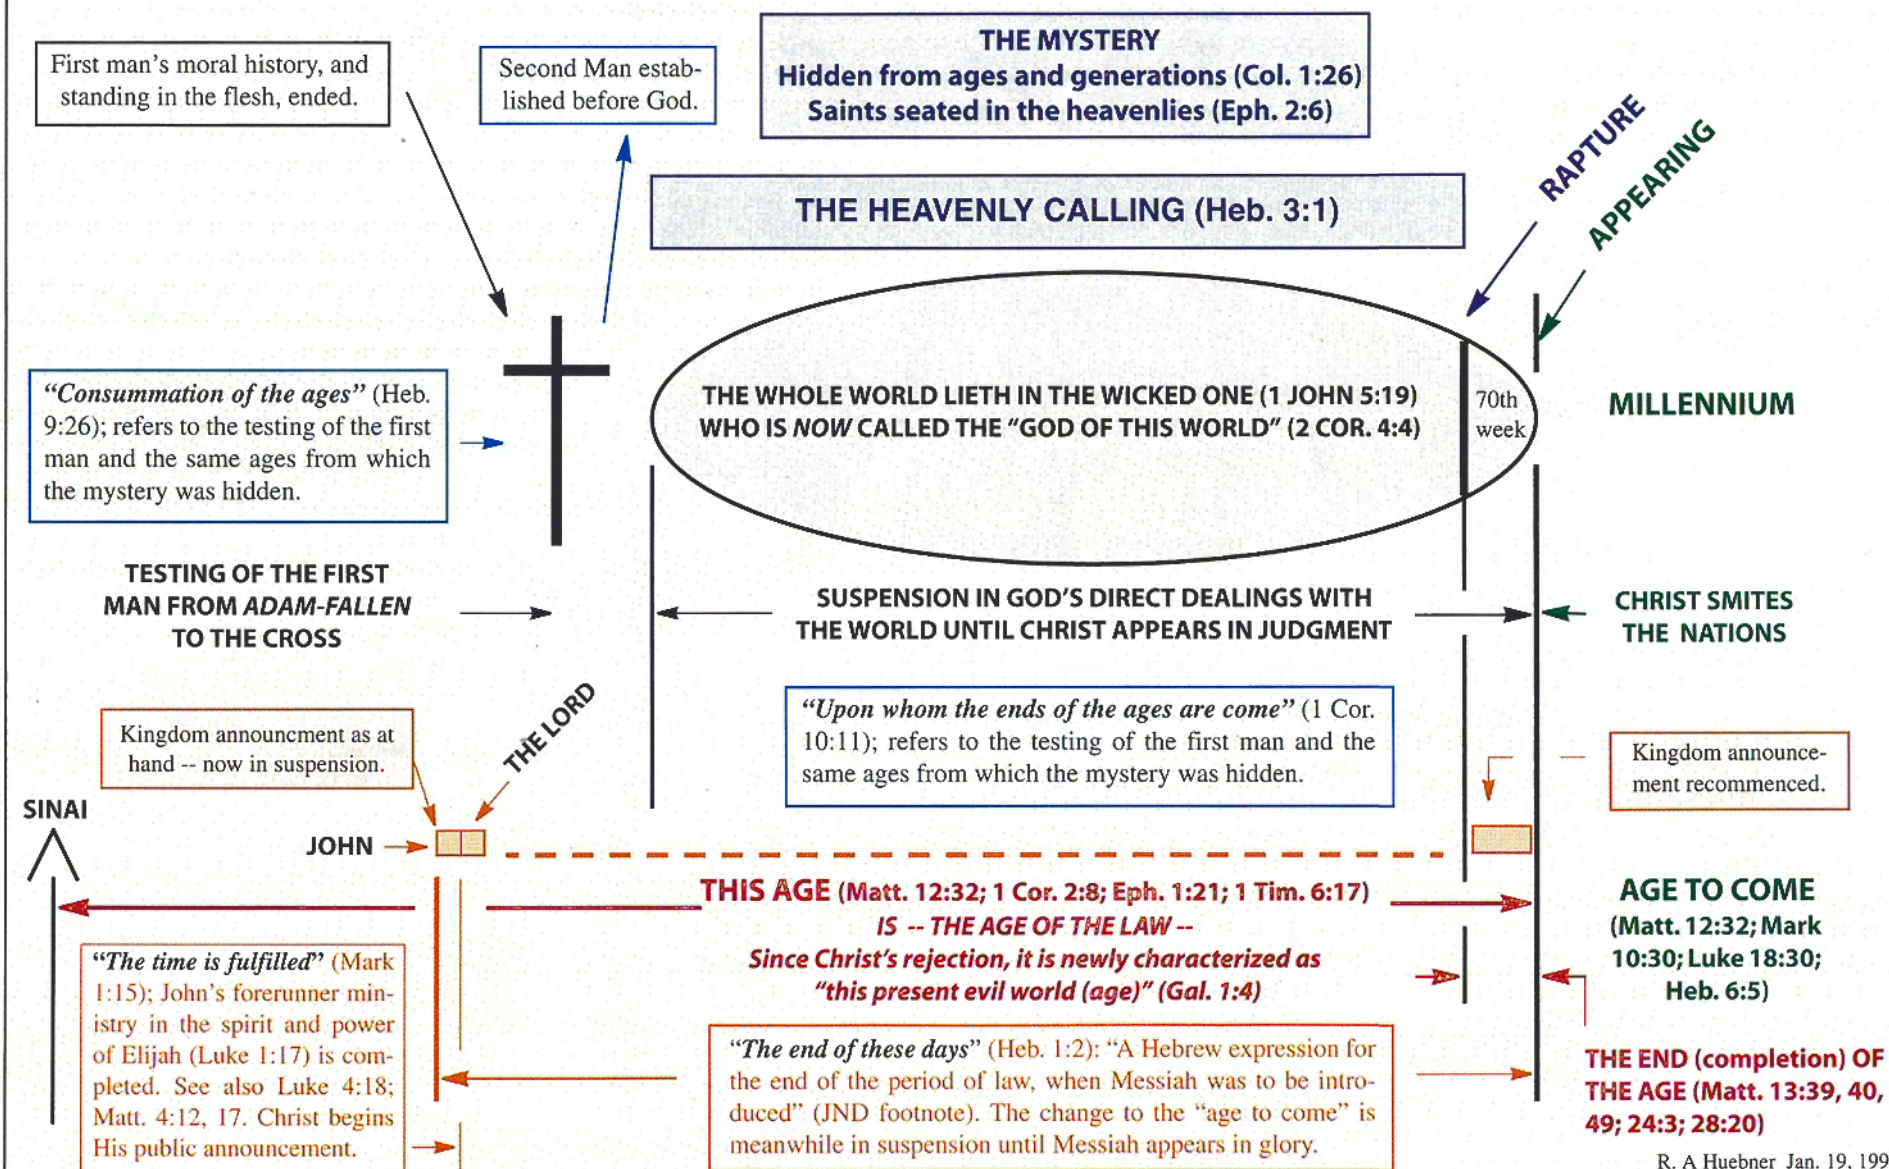 First man's moral history, and
standing in the flesh, ended.
Second Man estab-
lished before God.
THE MYSTERY
Hidden from ages and generations (Col. 1:26)
Saints seated in the heavenlies (Eph. 2:6)
THE HEAVENLY CALLING (Heb. 3:1)
RAPTURE
APPEARING
"Consummation of the ages" (Heb.
9:26); refers to the testing of the first
man and the same ages from which
the mystery was hidden.
THE WHOLE WORLD LIETH IN THE WICKED ONE (1 JOHN 5:19)
WHO IS NOW CALLED THE "GOD OF THIS WORLD" (2 COR. 4:4)
70th
week
MILLENNIUM
TESTING OF THE FIRST
MAN FROM ADAM-FALLEN
TO THE CROSS
SUSPENSION IN GOD'S DIRECT DEALINGS WITH
THE WORLD UNTIL CHRIST APPEARS IN JUDGMENT
CHRIST SMITES
THE NATIONS
Kingdom announcment as at
hand -- now in suspension.
THE LORD
"Upon whom the ends of the ages are come" (1 Cor.
10:11); refers to the testing of the first man and the
same ages from which the mystery was hidden.
Kingdom announce-
ment recommenced.
SINAI
JOHN
THIS AGE (Matt. 12:32; 1 Cor. 2:8; Eph. 1:21; 1 Tim. 6:17)
IS -- THE AGE OF THE LAW --
Since Christ's rejection, it is newly characterized as
"this present evil world (age)" (Gal. 1:4)
AGE TO COME
(Matt. 12:32; Mark
10:30; Luke 18:30;
Heb. 6:5)
"The time is fulfilled" (Mark
1:15); John's forerunner min-
istry in the spirit and power
of Elijah (Luke 1:17) is com-
pleted. See also Luke 4:18;
Matt. 4:12, 17. Christ begins
His public announcement.
"The end of these days" (Heb. 1:2): "A Hebrew expression for
the end of the period of law, when Messiah was to be intro-
duced" (JND footnote). The change to the "age to come" is
meanwhile in suspension until Messiah appears in glory.
THE END (completion) OF
THE AGE (Matt. 13:39, 40,
49; 24:3; 28:20)
R. A Huebner Jan. 19, 199